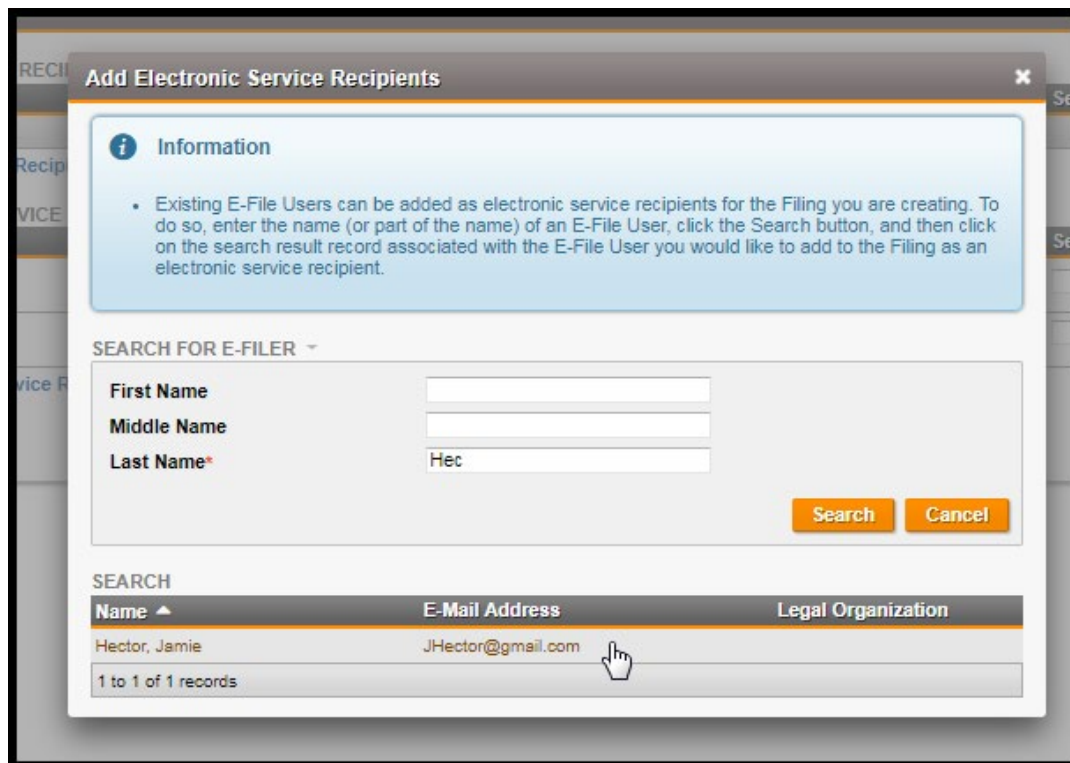 RECI
Add Electronic Service Recipients
Se
Information
Recip
• Existing E-File Users can be added as electronic service recipients for the Filing you are creating. To
VICE
do so, enter the name (or part of the name) of an E-File User, click the Search button, and then click
on the search result record associated with the E-File User you would like to add to the Filing as an
Se
electronic service recipient.
SEARCH FOR E-FILER
vice R
First Name
Middle Name
Last Name* Hec
Search Cancel
SEARCH
Name E-Mail Address Legal Organization
Hector, Jamie JHector@gmail.com
1 to 1 of 1 records